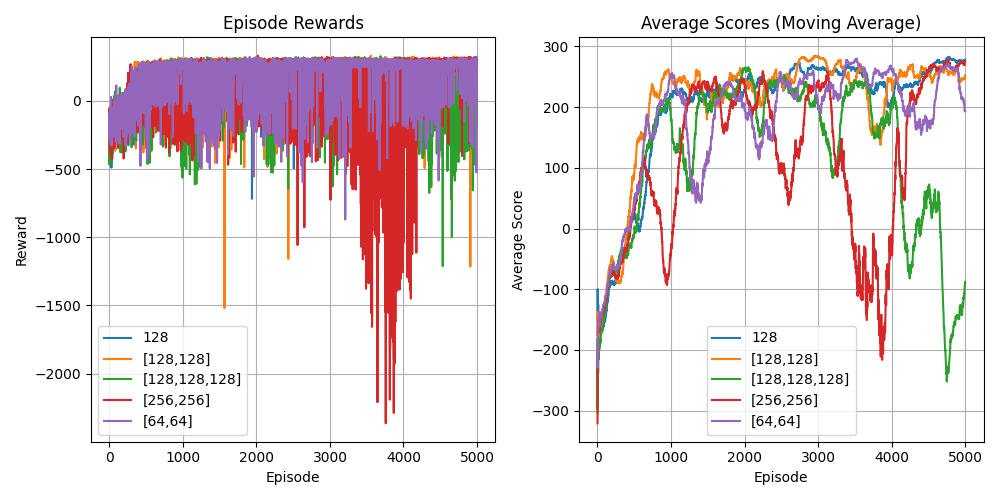 Episode Rewards
0
−500
−1000
−1500
−2000
Reward
0 1000 2000 3000 4000 5000
Episode
128
[128,128]
[128,128,128]
[256,256]
[64,64]
Average Scores (Moving Average)
300
200
100
0
−100
−200
−300
Average Score
0 1000 2000 3000 4000 5000
Episode
128
[128,128]
[128,128,128]
[256,256]
[64,64]